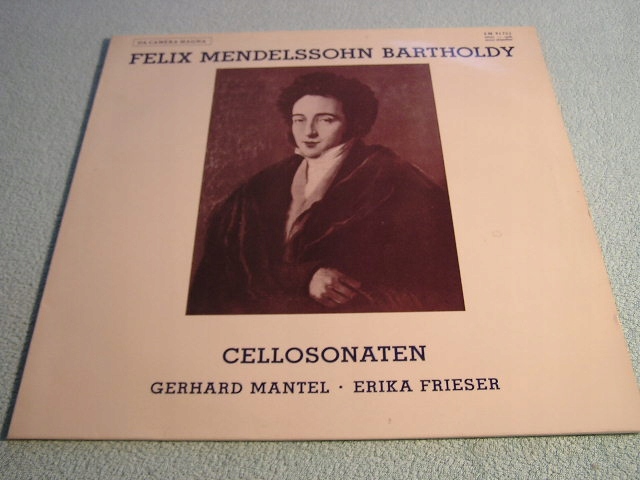 DA CAMERA MAGNA
FELIX MENDELSSOHN BARTHOLDY
CELLOSONATEN
GERHARD MANTEL · ERIKA FRIESER